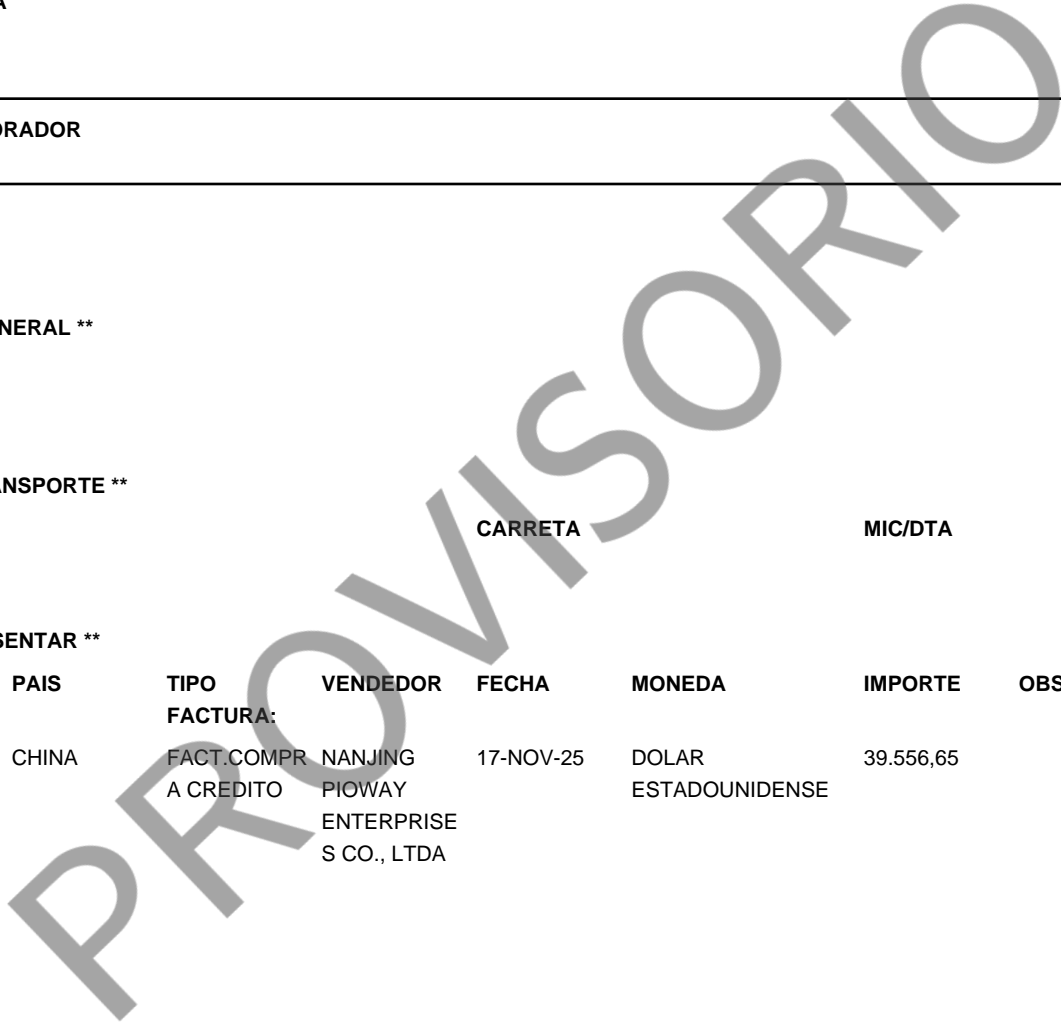 A
ORADOR
NERAL **
ANSPORTE **
CARRETA MIC/DTA
SENTAR **
PAIS TIPO VENDEDOR FECHA MONEDA IMPORTE OBS
FACTURA:
CHINA FACT.COMPR NANJING 17-NOV-25 DOLAR 39.556,65
A CREDITO PIOWAY ESTADOUNIDENSE
ENTERPRISE
S CO., LTDA
PROVISORIO